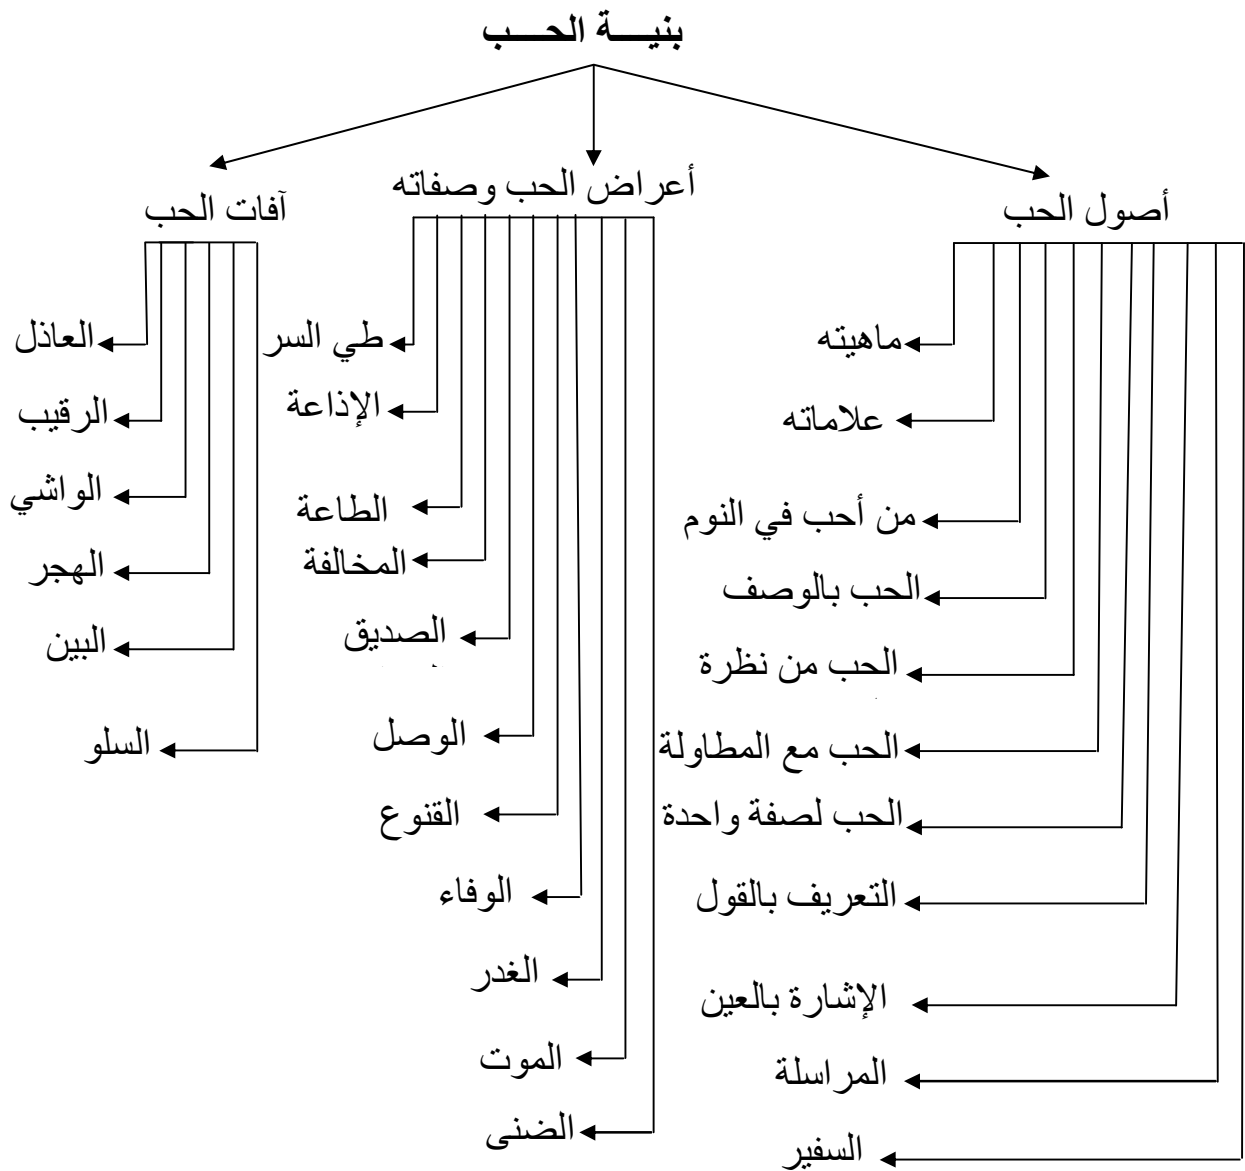 بنيـــة الحـــب
أصول الحب
ماهيته
علاماته
من أحب في النوم
الحب بالوصف
الحب من نظرة
الحب مع المطاولة
الحب لصفة واحدة
التعريف بالقول
الإشارة بالعين
المراسلة
السفير
أعراض الحب وصفاته
طي السر
الإذاعة
الطاعة
المخالفة
الصديق
الوصل
القنوع
الوفاء
الغدر
الموت
الضنى
آفات الحب
العاذل
الرقيب
الواشي
الهجر
البين
السلو